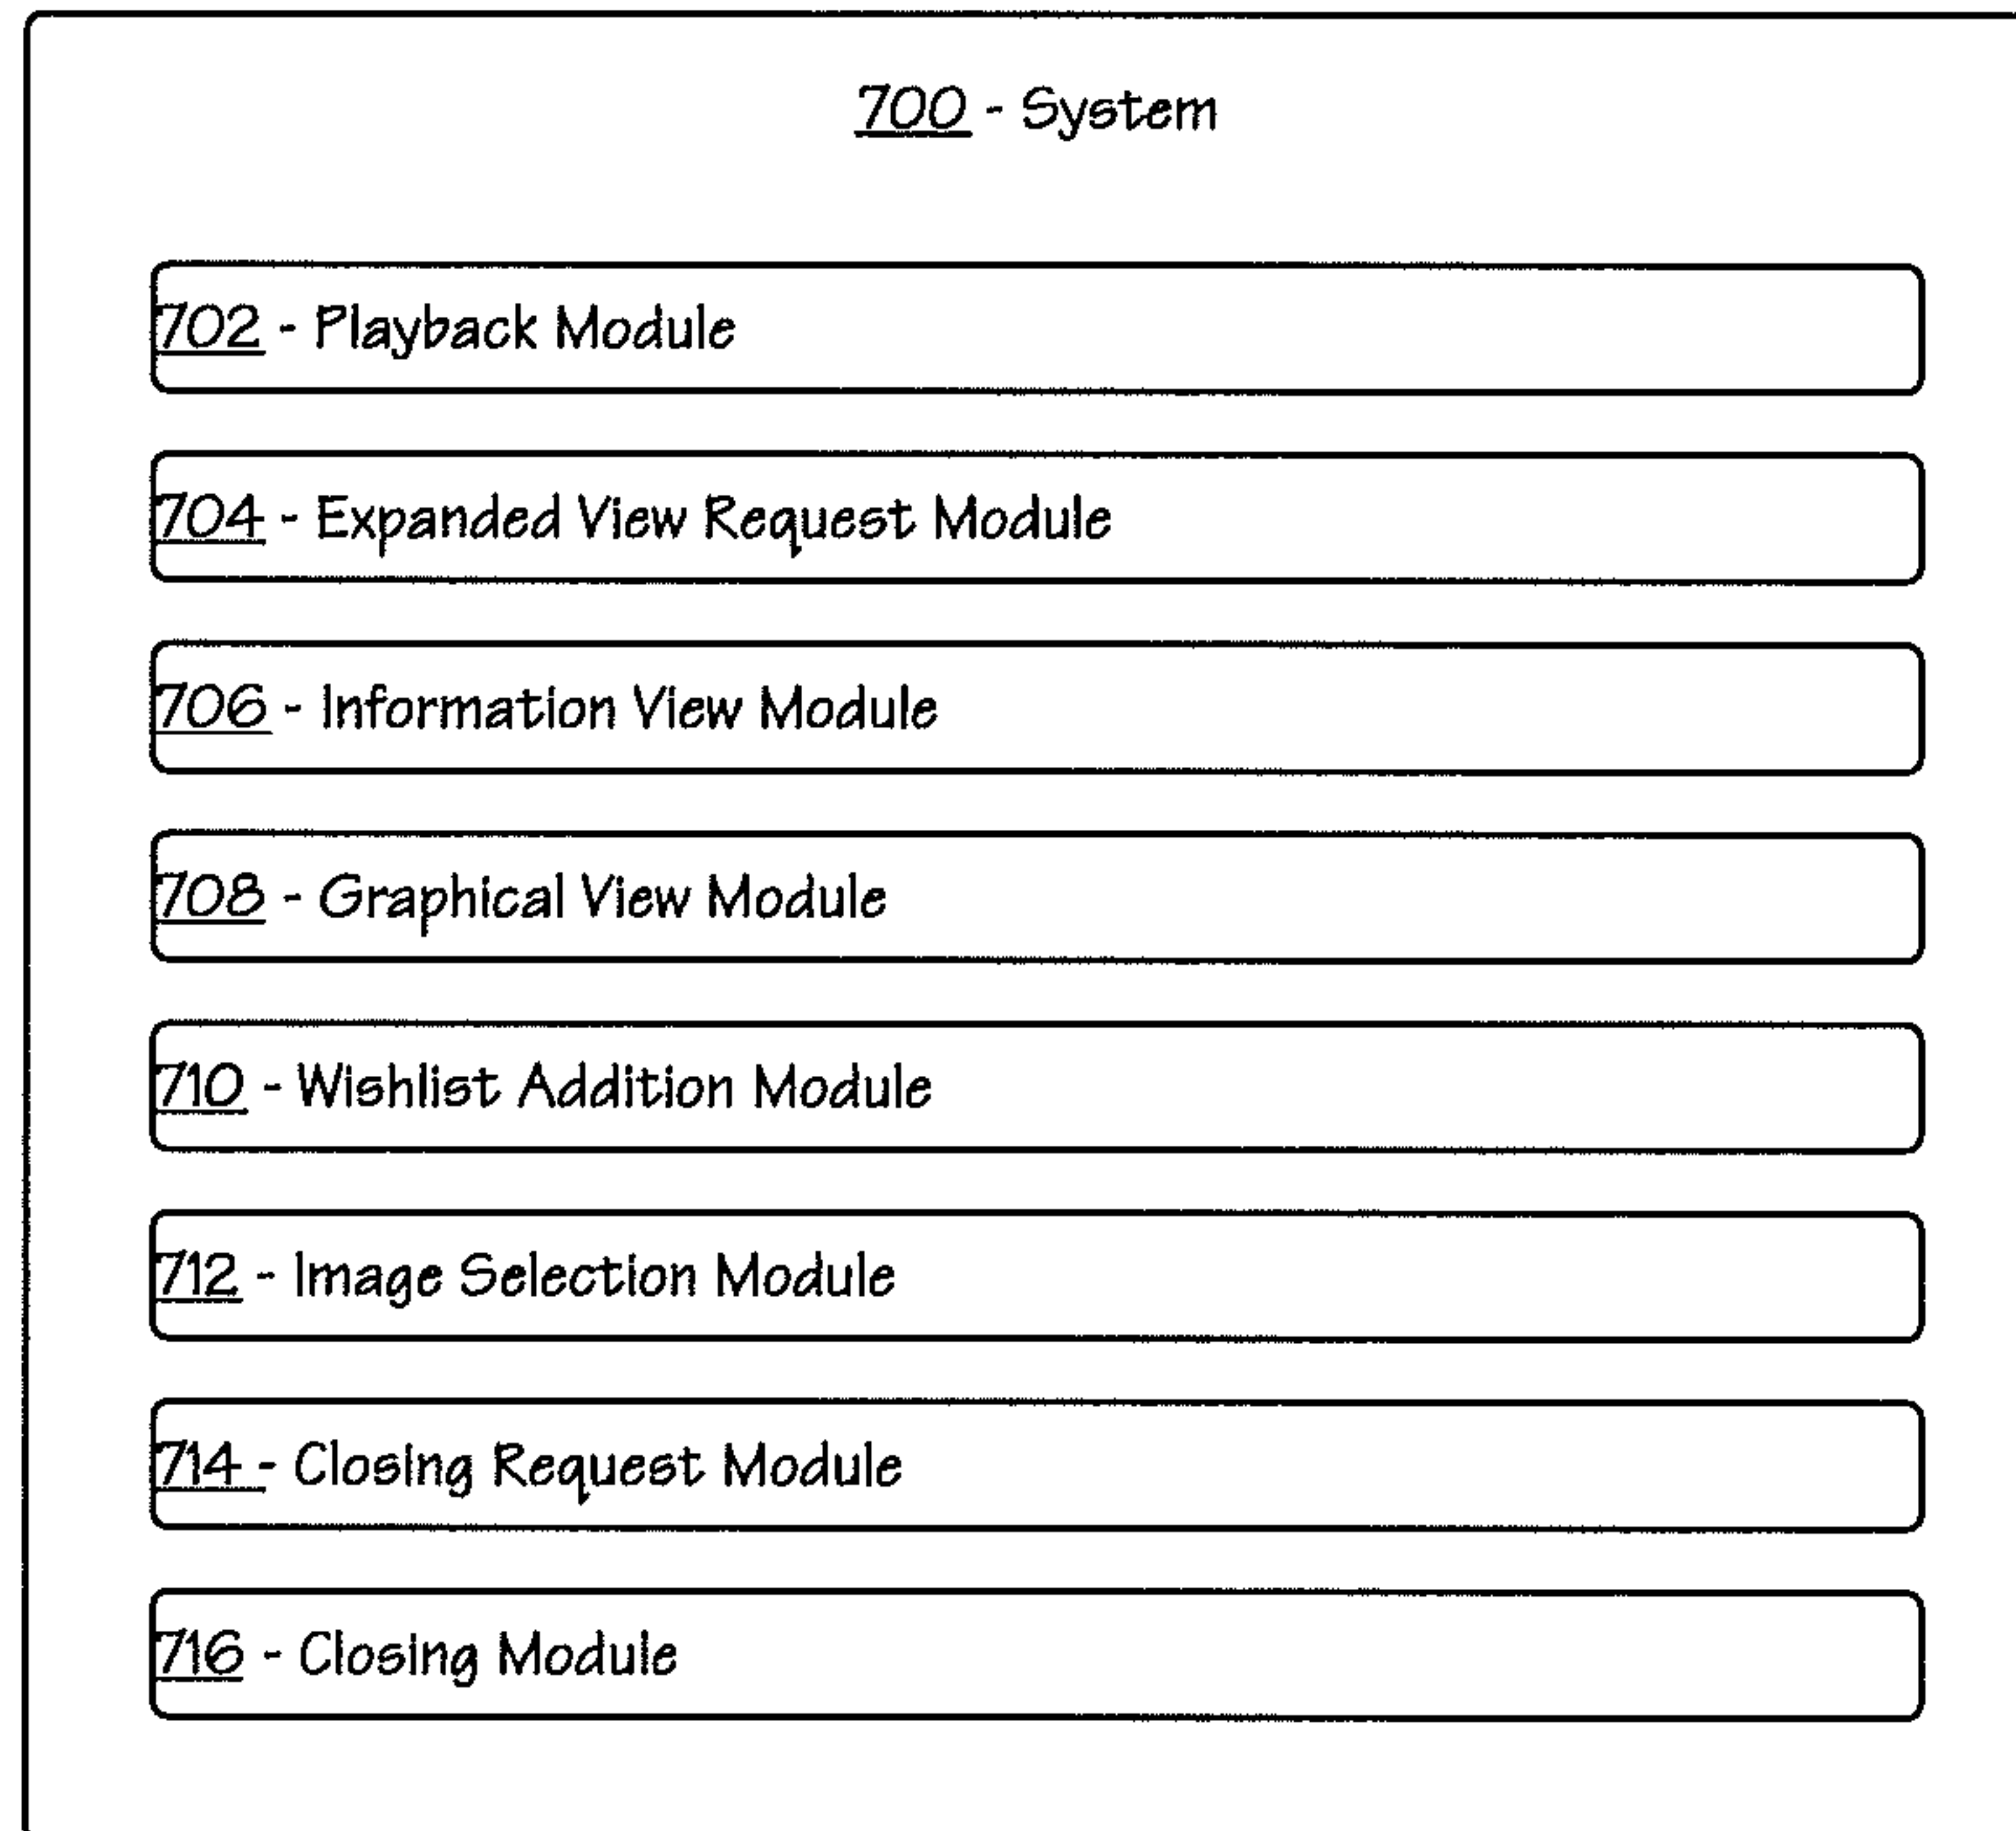 700 - System
702 - Playback Module
704 - Expanded View Request Module
706 - Information View Module
708 - Graphical View Module
710 - Wishlist Addition Module
712 - Image Selection Module
714 - Closing Request Module
716 - Closing Module